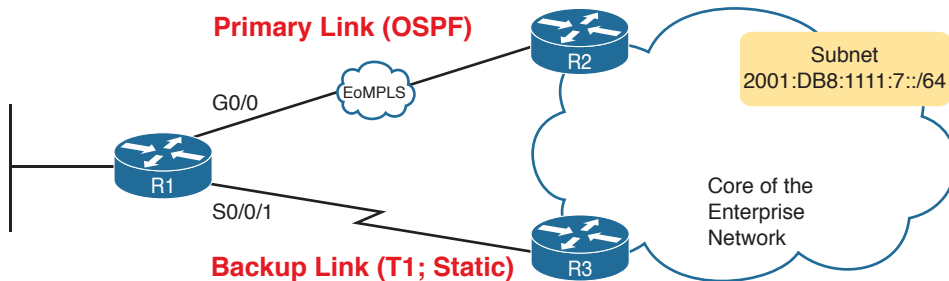 Primary Link (OSPF)
R2
Subnet
2001:DB8:1111:7::/64
EoMPLS
G0/0
R1
S0/0/1
Core of the
Enterprise
Network
Backup Link (T1; Static)
R3